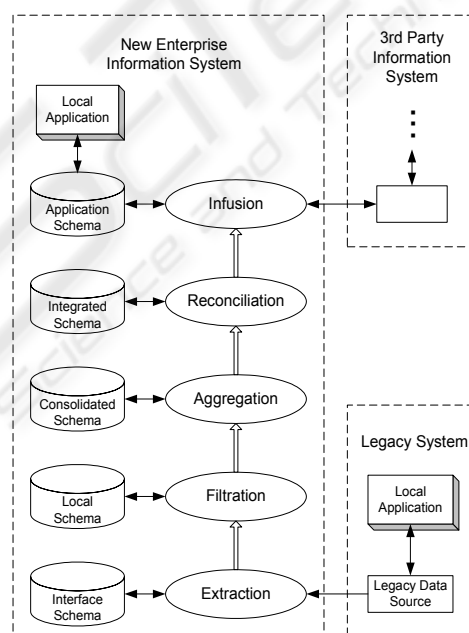 New Enterprise
Information System
3rd Party
Information
System
Local
Application
Application
Schema
Infusion
Integrated
Schema
Reconciliation
Consolidated
Schema
Aggregation
Legacy System
Local
Application
Local
Schema
Filtration
Interface
Schema
Extraction
Legacy Data
Source